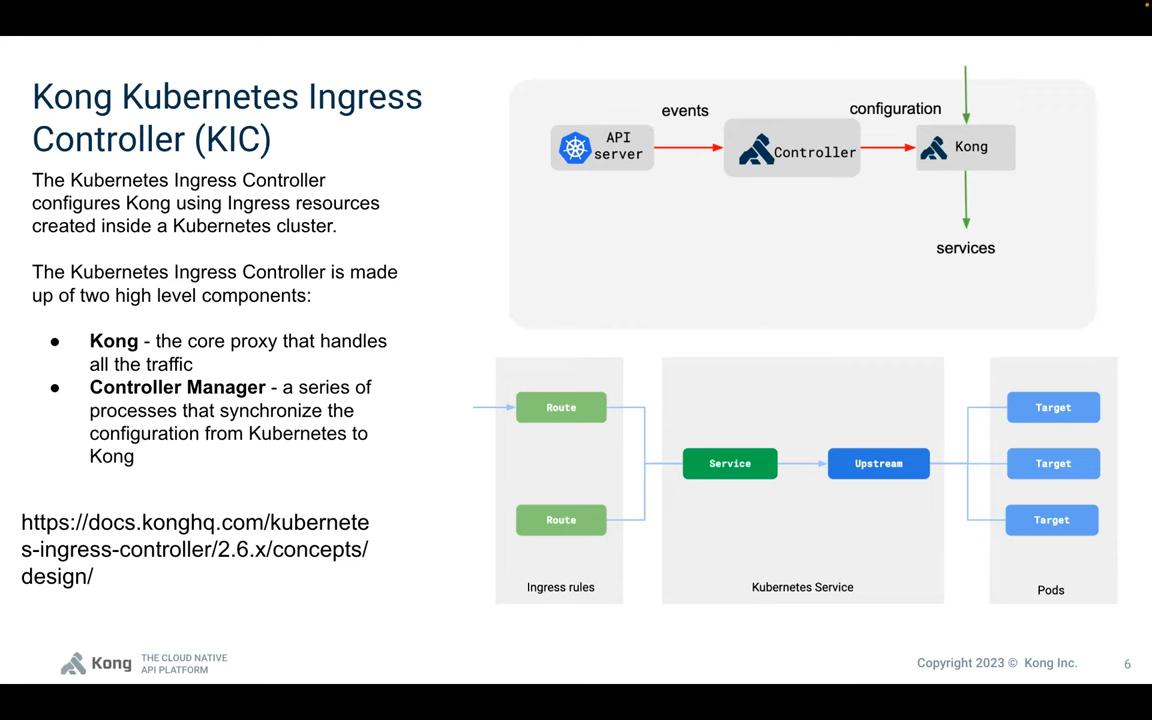 Kong Kubernetes Ingress
Controller (KIC)
The Kubernetes Ingress Controller
configures Kong using Ingress resources
created inside a Kubernetes cluster.
The Kubernetes Ingress Controller is made
up of two high level components:
● Kong - the core proxy that handles
all the traffic
● Controller Manager - a series of
processes that synchronize the
configuration from Kubernetes to
Kong
https://docs.konghq.com/kubernete
s-ingress-controller/2.6.x/concepts/
design/
events
configuration
API
server
Controller
Kong
services
Route
Route
Ingress rules
Service
Upstream
Kubernetes Service
Target
Target
Target
Pods
Kong
THE CLOUD NATIVE
API PLATFORM
Copyright 2023 © Kong Inc.
6